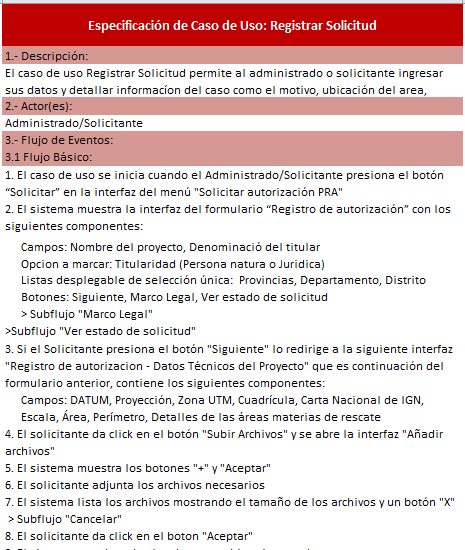 Especificación de Caso de Uso: Registrar Solicitud
1.- Descripción:
El caso de uso Registrar Solicitud permite al administrado o solicitante ingresar
sus datos y detallar informacíon del caso como el motivo, ubicación del area,
2.- Actor(es):
Administrado/Solicitante
3.- Flujo de Eventos:
3.1 Flujo Básico:
1. El caso de uso se inicia cuando el Administrado/Solicitante presiona el botón
“Solicitar” en la interfaz del menú "Solicitar autorización PRA"
2. El sistema muestra la interfaz del formulario “Registro de autorización” con los
siguientes componentes:
Campos: Nombre del proyecto, Denominació del titular
Opcion a marcar: Titularidad (Persona natura o Juridica)
Listas desplegable de selección única:  Provincias, Departamento, Distrito
Botones: Siguiente, Marco Legal, Ver estado de solicitud
> Subflujo "Marco Legal"
>Subflujo "Ver estado de solicitud"
3. Si el Solicitante presiona el botón "Siguiente" lo redirige a la siguiente interfaz
"Registro de autorizacion - Datos Técnicos del Proyecto" que es continuación del
formulario anterior, contiene los siguientes componentes:
Campos: DATUM, Proyección, Zona UTM, Cuadrícula, Carta Nacional de IGN,
Escala, Área, Perímetro, Detalles de las áreas materias de rescate
4. El solicitante da click en el botón "Subir Archivos" y se abre la interfaz "Añadir
archivos"
5. El sistema muestra los botones "+" y "Aceptar"
6. El solicitante adjunta los archivos necesarios
7. El sistema lista los archivos mostrando el tamaño de los archivos y un botón "X"
> Subflujo "Cancelar"
8. El solicitante da click en el boton "Aceptar"